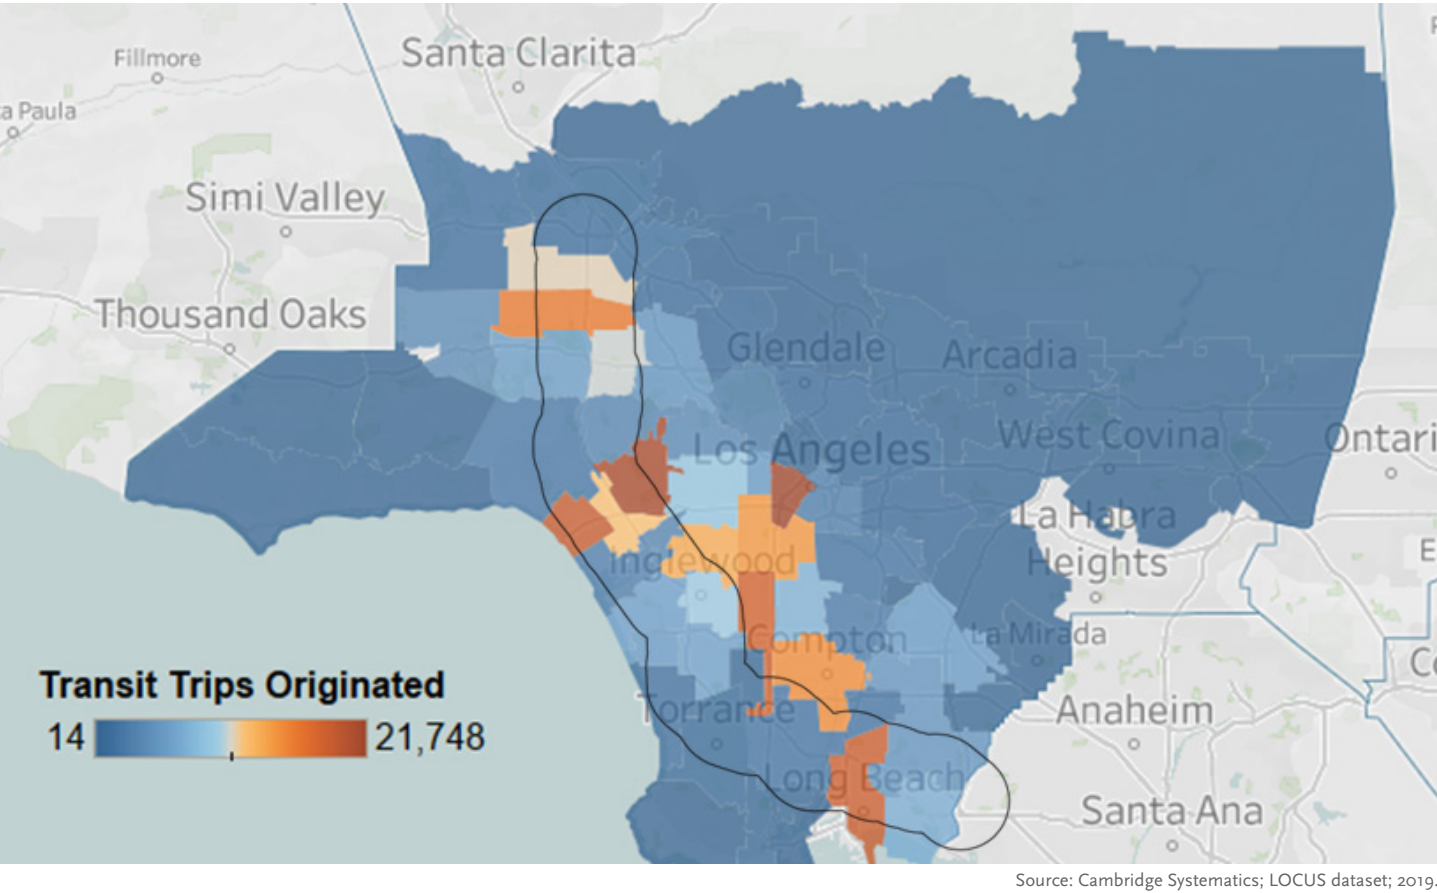 Santa Clarita
Fillmore
a Paula
Simi Valley
Thousand Oaks
Glendale
Arcadia
Los Angeles
West Covina
Ontari
La Habra
Heights
Inglewood
Compton
La Mirada
Torrance
Anaheim
Long Beach
Santa Ana
Transit Trips Originated
14
21,748
Source: Cambridge Systematics; LOCUS dataset; 2019.